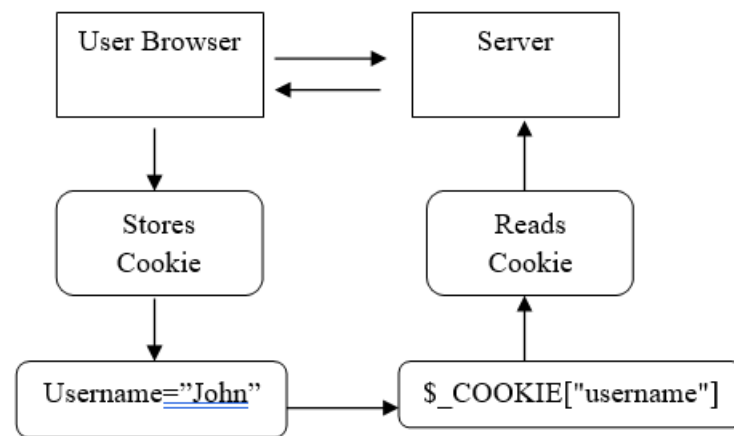 User Browser
Server
Stores
Cookie
Reads
Cookie
Username=”John”
$_COOKIE["username"]